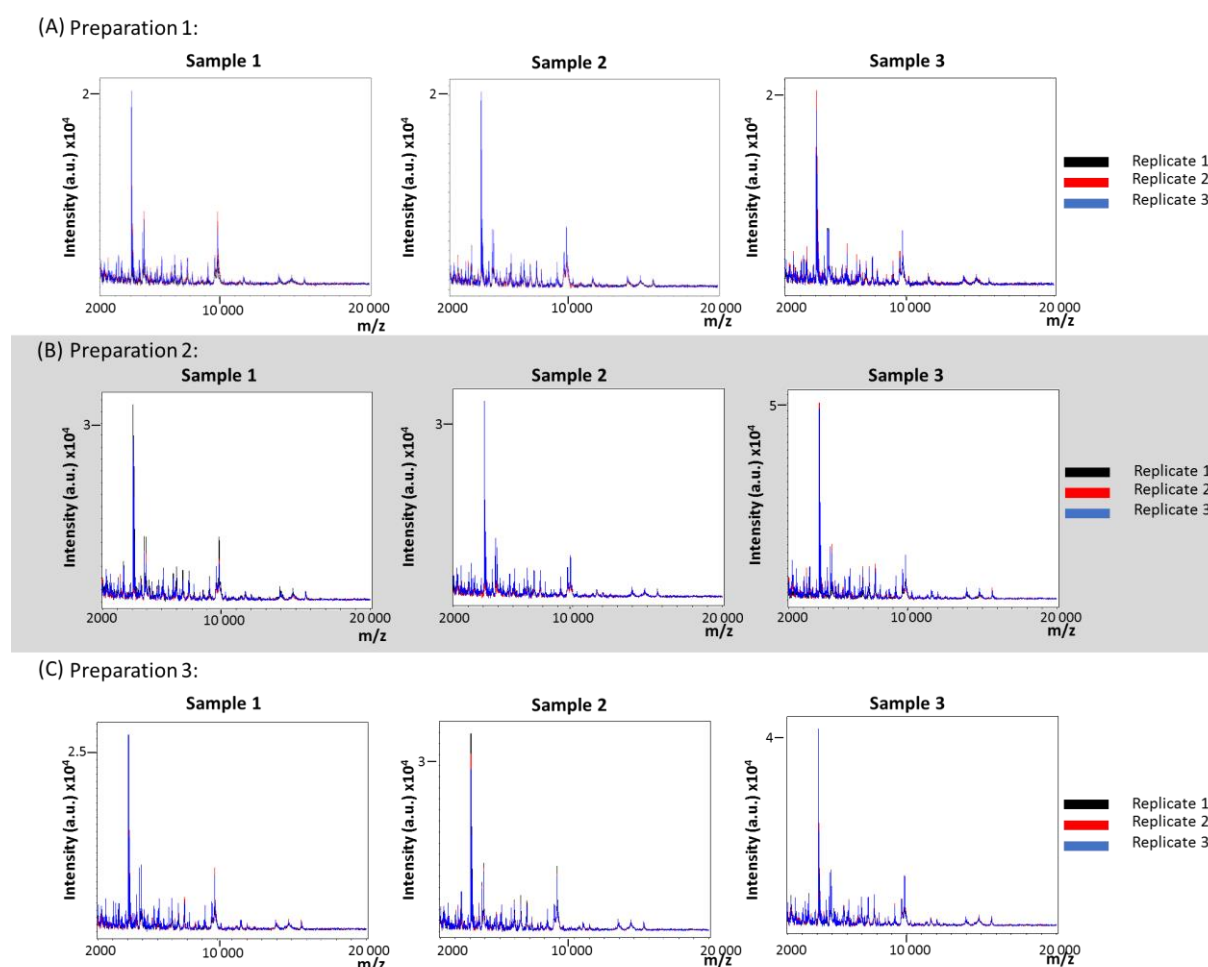 (A) Preparation 1:
Sample 1
Sample 2
Sample 3
Intensity (a.u.) x10⁴
2
2000
10 000
20 000
m/z
Intensity (a.u.) x10⁴
2
2000
10 000
20 000
m/z
Intensity (a.u.) x10⁴
2
2000
10 000
20 000
m/z
Replicate 1
Replicate 2
Replicate 3
(B) Preparation 2:
Sample 1
Sample 2
Sample 3
Intensity (a.u.) x10⁴
3
2000
10 000
20 000
m/z
Intensity (a.u.) x10⁴
3
2000
10 000
20 000
m/z
Intensity (a.u.) x10⁴
5
2000
10 000
20 000
m/z
Replicate 1
Replicate 2
Replicate 3
(C) Preparation 3:
Sample 1
Sample 2
Sample 3
Intensity (a.u.) x10⁴
2.5
2000
10 000
20 000
m/z
Intensity (a.u.) x10⁴
3
2000
10 000
20 000
m/z
Intensity (a.u.) x10⁴
4
2000
10 000
20 000
m/z
Replicate 1
Replicate 2
Replicate 3